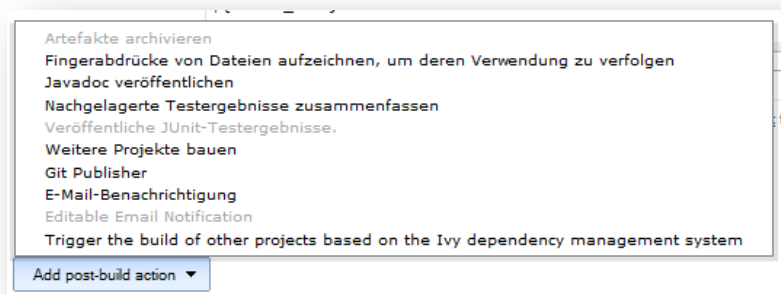 Artefakte archivieren
Fingerabdrücke von Dateien aufzeichnen, um deren Verwendung zu verfolgen
Javadoc veröffentlichen
Nachgelagerte Testergebnisse zusammenfassen
Veröffentliche JUnit-Testergebnisse.
Weitere Projekte bauen
Git Publisher
E-Mail-Benachrichtigung
Editable Email Notification
Trigger the build of other projects based on the Ivy dependency management system
Add post-build action